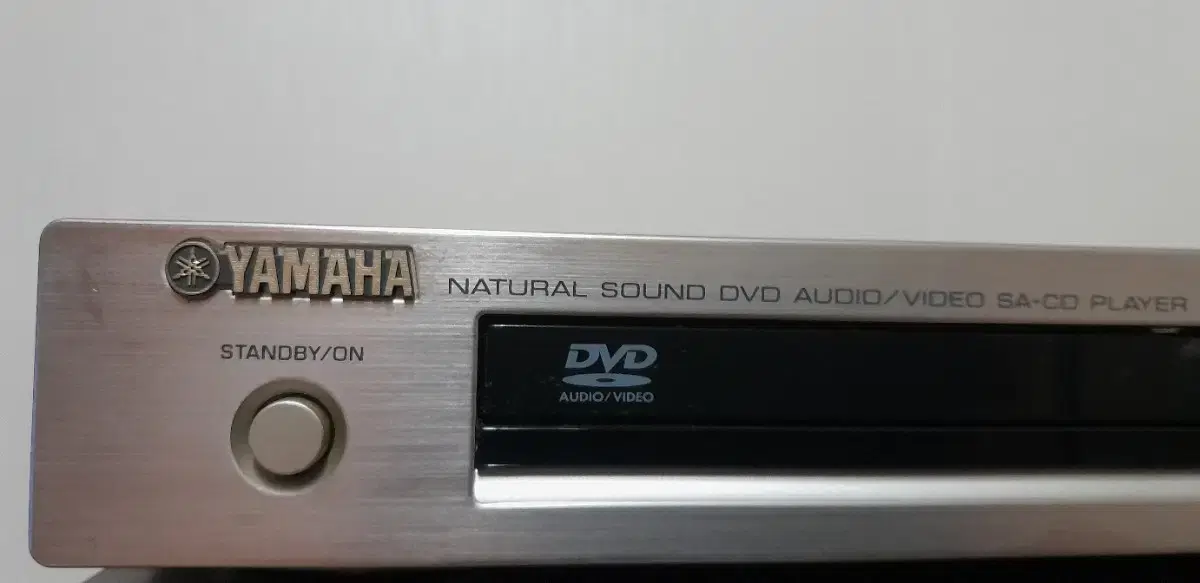 YAMAHA
NATURAL SOUND DVD AUDIO/VIDEO SA-CD PLAYER
STANDBY/ON
DVD
AUDIO/VIDEO